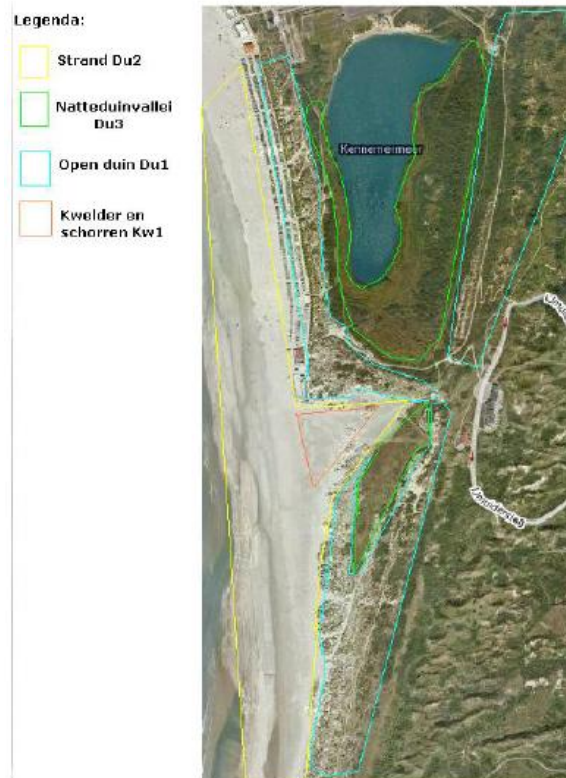 Legenda:
Strand Du2
Natteduinvallei
Du3
Open duin Du1
Kwelder en
schorren Kw1
Kennemermeer
IJmuiderslag